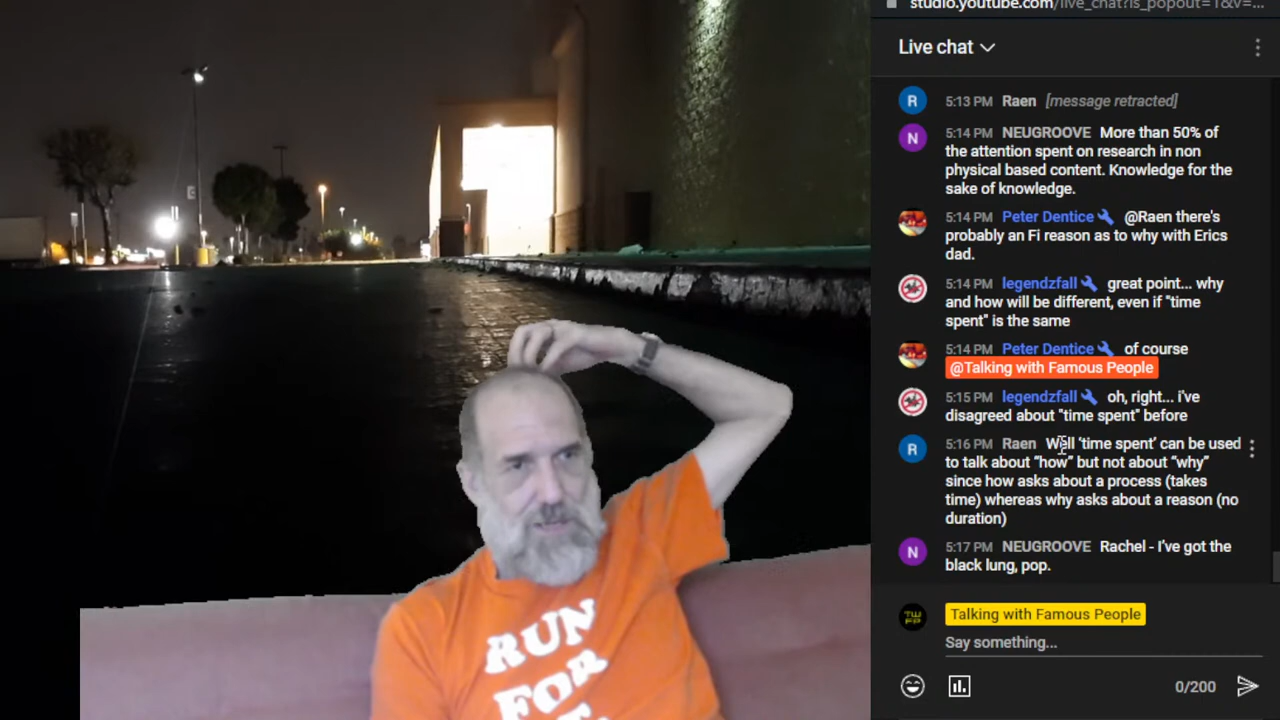 studio.youtube.com/live_chat?is_popout=1&v=...
Live chat
R 5:13 PM Raen [message retracted]
N 5:14 PM NEUGROOVE More than 50% of
the attention spent on research in non
physical based content. Knowledge for the
sake of knowledge.
5:14 PM Peter Dentice @Raen there's
probably an Fi reason as to why with Erics
dad.
5:14 PM legendzfall great point... why
and how will be different, even if "time
spent" is the same
5:14 PM Peter Dentice of course
@Talking with Famous People
5:15 PM legendzfall oh, right... i've
disagreed about "time spent" before
R 5:16 PM Raen Well ‘time spent’ can be used
to talk about “how” but not about “why”
since how asks about a process (takes
time) whereas why asks about a reason (no
duration)
N 5:17 PM NEUGROOVE Rachel - I’ve got the
black lung, pop.
TWFP Talking with Famous People
Say something...
0/200
RUN
FOR